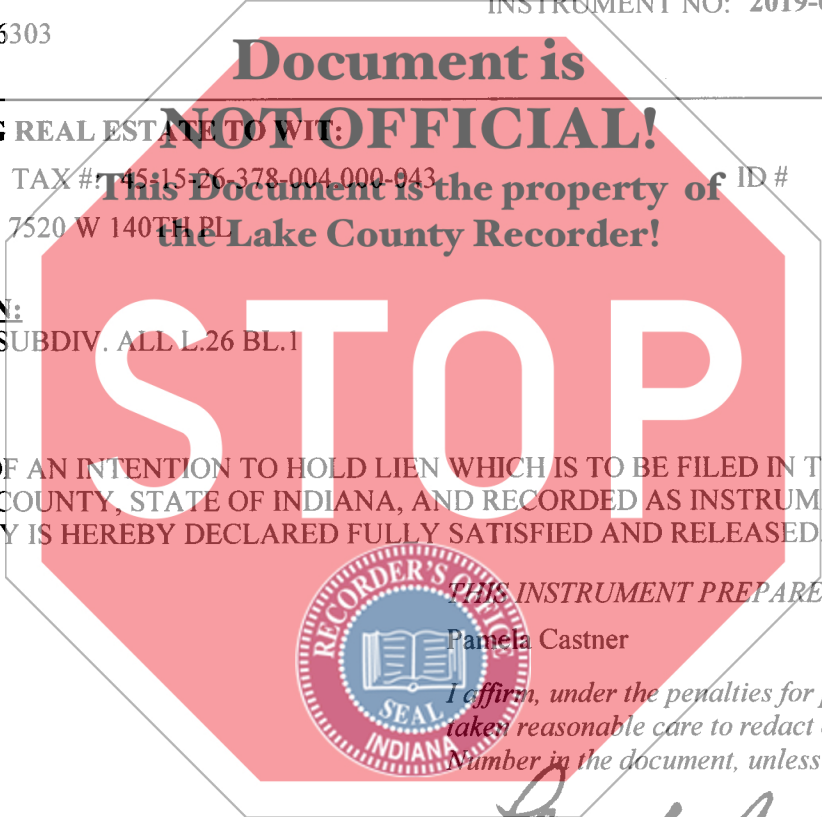 INSTRUMENT NO: 2019-0
6303
Document is
NOT OFFICIAL!
G REAL ESTATE TO WIT:
TAX #: 45-15-26-378-004.000-043 ID #
This Document is the property of
7520 W 140TH PL
the Lake County Recorder!
N:
SUBDIV. ALL L.26 BL.1
STOP
OF AN INTENTION TO HOLD LIEN WHICH IS TO BE FILED IN T
COUNTY, STATE OF INDIANA, AND RECORDED AS INSTRUM
Y IS HEREBY DECLARED FULLY SATISFIED AND RELEASED.
RECORDER'S OFFICE
SEAL
INDIANA
THIS INSTRUMENT PREPARE
Pamela Castner
I affirm, under the penalties for p
taken reasonable care to redact
Number in the document, unless